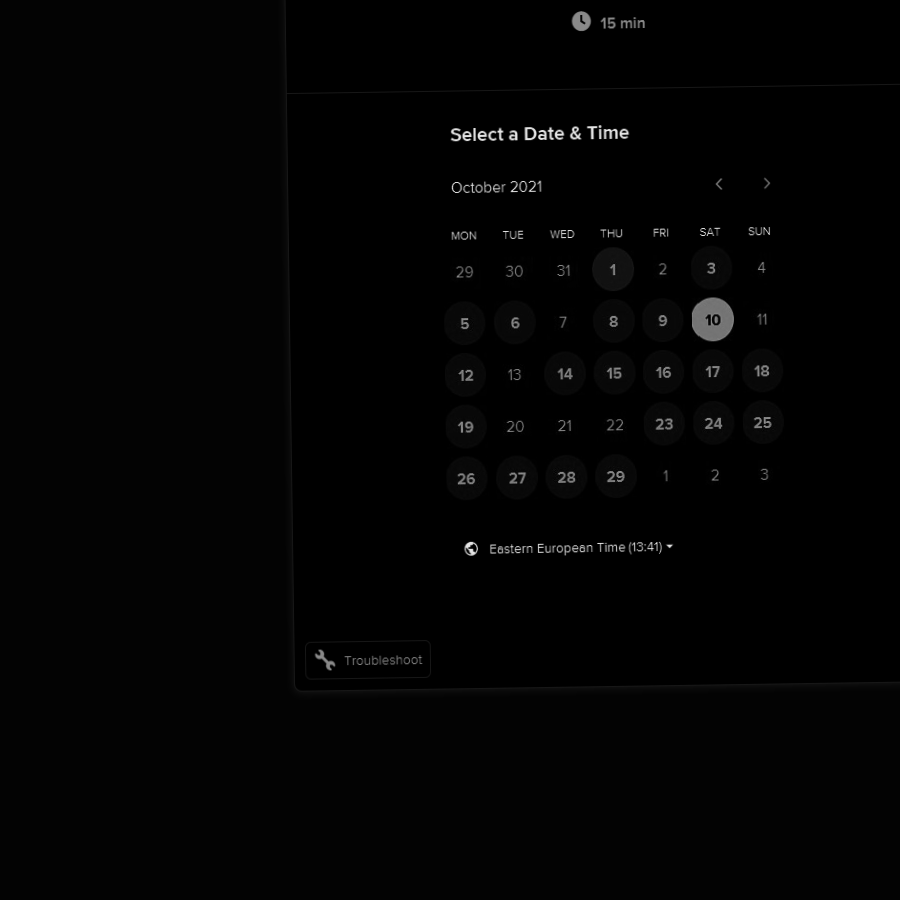 15 min
Select a Date & Time
October 2021
MON TUE WED THU FRI SAT SUN
29 30 31 1 2 3 4
5 6 7 8 9 10 11
12 13 14 15 16 17 18
19 20 21 22 23 24 25
26 27 28 29 1 2 3
Eastern European Time (13:41)
Troubleshoot